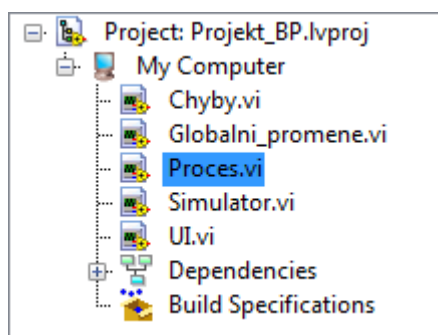 Project: Projekt_BP.lvproj
My Computer
Chyby.vi
Globalni_promene.vi
Proces.vi
Simulator.vi
UI.vi
Dependencies
Build Specifications